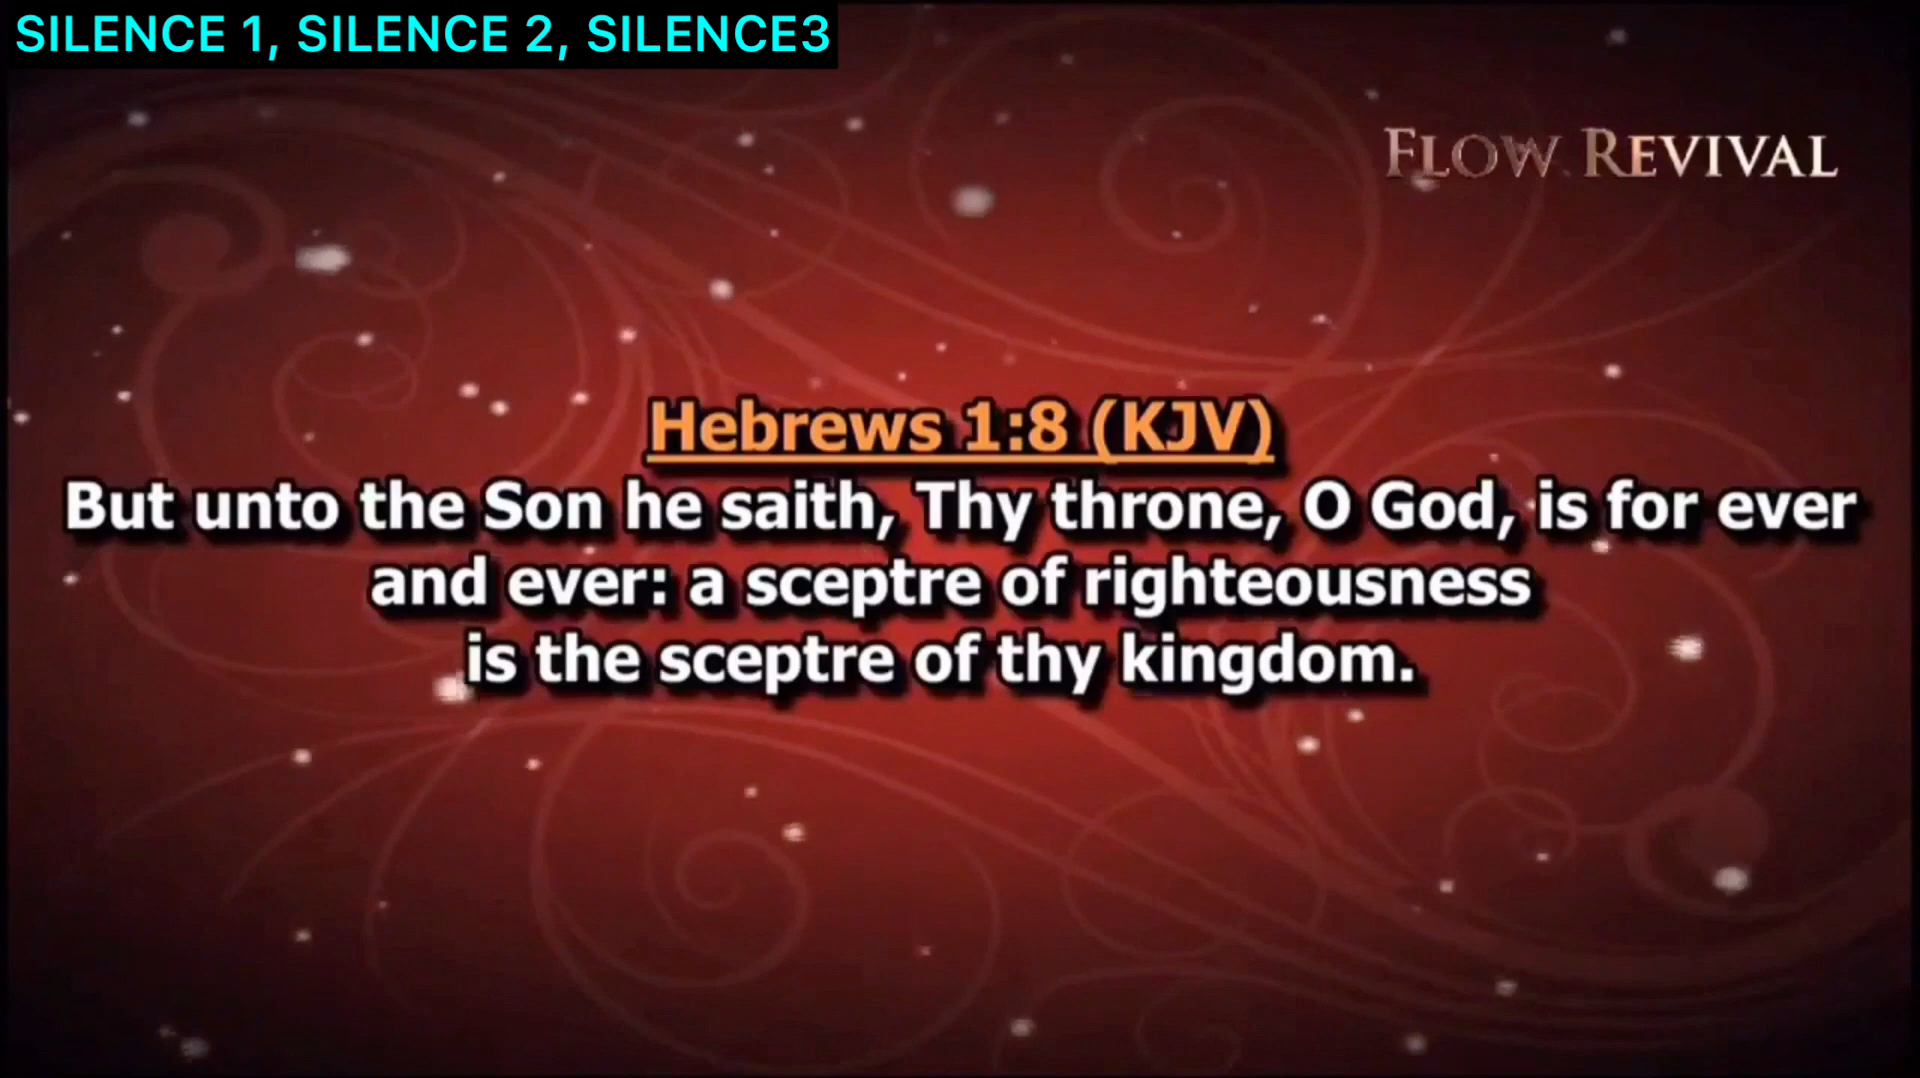 SILENCE 1, SILENCE 2, SILENCE3
FLOW REVIVAL
Hebrews 1:8 (KJV)
But unto the Son he saith, Thy throne, O God, is for ever
and ever: a sceptre of righteousness
is the sceptre of thy kingdom.